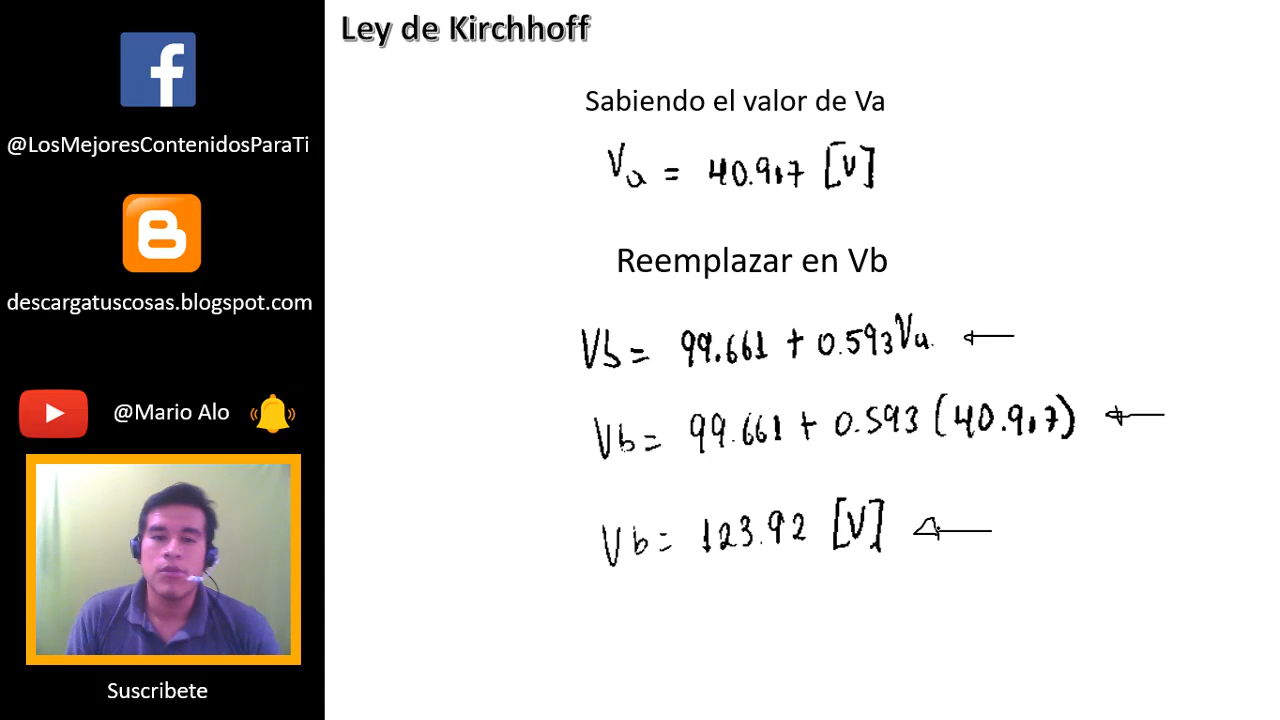 Ley de Kirchhoff
@LosMejoresContenidosParaTi
descargatuscosas.blogspot.com
@Mario Alo
Suscribete
Sabiendo el valor de Va
Va = 40.917 [V]
Reemplazar en Vb
Vb = 99.661 + 0.593Va
Vb = 99.661 + 0.593 (40.917)
Vb = 123.92 [V]